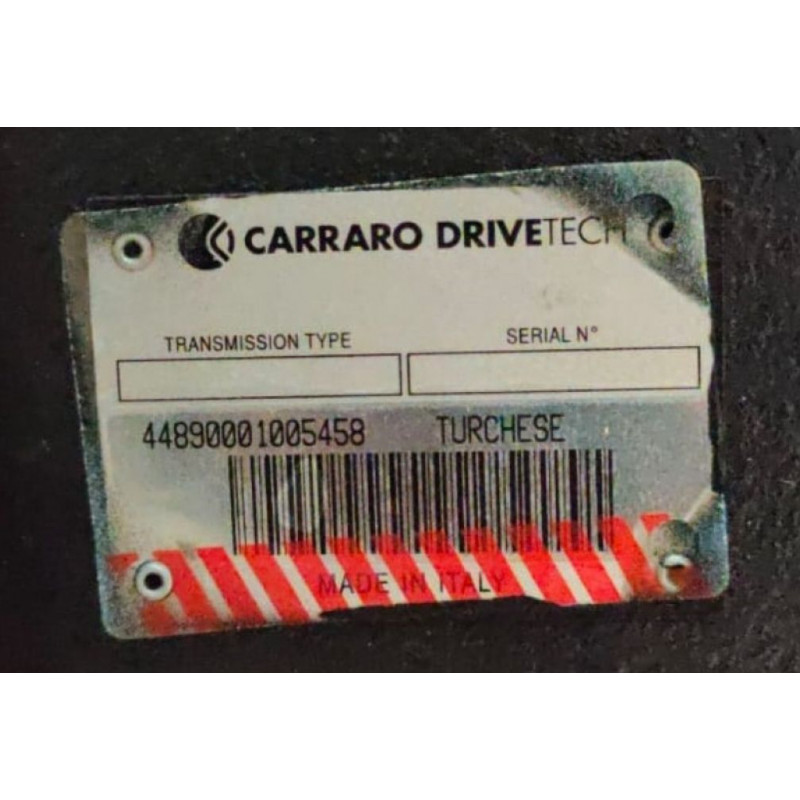 CARRARO DRIVETECH
TRANSMISSION TYPE SERIAL N°
44890001005458 TURCHESE
MADE IN ITALY